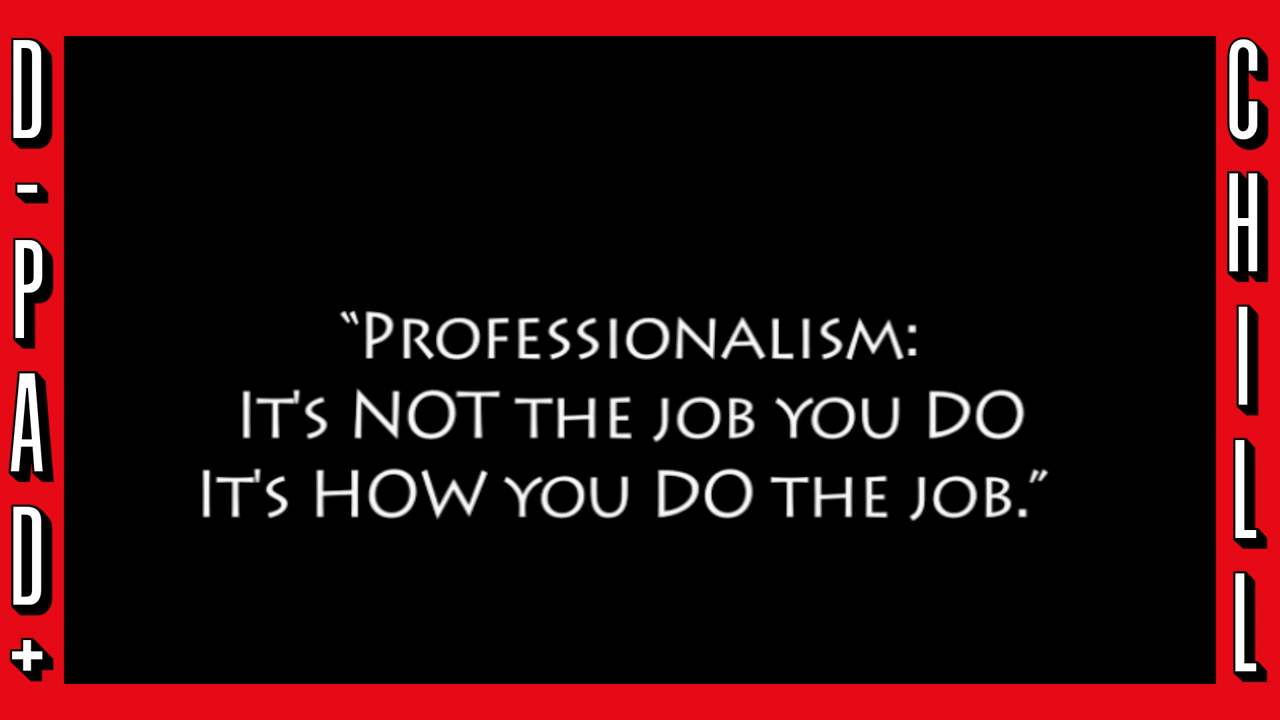 D-PAD+
CHILL
“Professionalism:
It's NOT the job you DO
It's HOW you DO the job.”